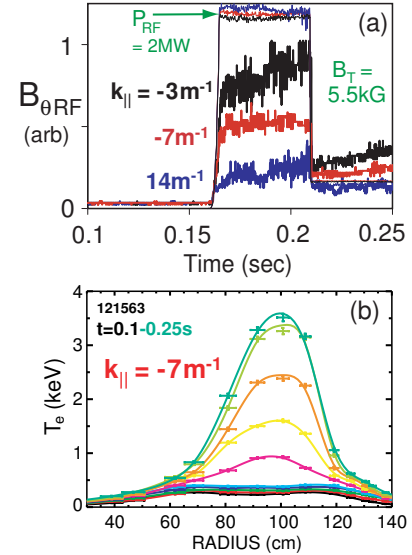 (a)
P_RF
= 2MW
1
B_θRF
(arb)
k_|| = -3m⁻¹
-7m⁻¹
14m⁻¹
B_T =
5.5kG
0
0.1 0.15 0.2 0.25
Time (sec)
4
121563
(b)
t=0.1-0.25s
3
k_|| = -7m⁻¹
T_e (keV)
2
1
0
40 60 80 100 120 140
RADIUS (cm)